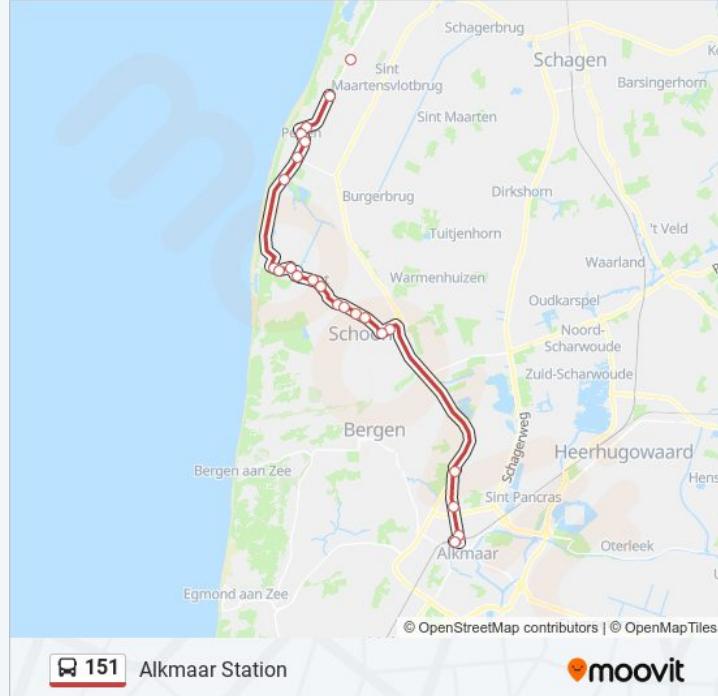 Schagerbrug
Schagen
Sint
Maartensvlotbrug
Barsingerhorn
Sint Maarten
Burgerbrug
Dirkshorn
't Veld
Tuitjenhorn
Waarland
Warmenhuizen
Oudkarspel
Noord-
Scharwoude
Zuid-Scharwoude
Bergen
Schagerweg
Heerhugowaard
Bergen aan Zee
Sint Pancras
Alkmaar
Oterleek
Egmond aan Zee
© OpenStreetMap contributors | © OpenMapTiles
151 Alkmaar Station
moovit